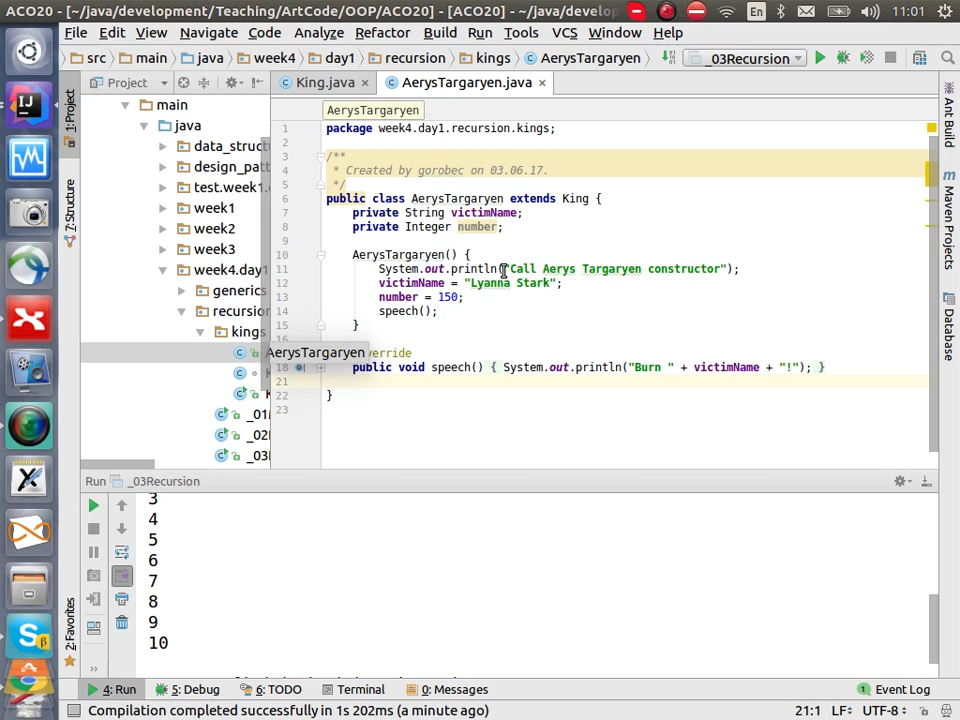 ACO20 - [~/java/development/Teaching/ArtCode/OOP/ACO20] - [ACO20] - ~/java/develop
En
11:01
File Edit View Navigate Code Analyze Refactor Build Run Tools VCS Window Help
src main java week4 day1 recursion kings AerysTargaryen _03Recursion
Project
King.java
AerysTargaryen.java
AerysTargaryen
1: Project
7: Structure
2: Favorites
Ant Build
Maven Projects
Database
main
java
data_struct
design_pat
test.week1.
week1
week2
week3
week4.day1
generic
recursio
kings
AerysTargaryen
_01
_02
_03
1 package week4.day1.recursion.kings;
2
3 /**
4 * Created by gorobec on 03.06.17.
5 */
6 public class AerysTargaryen extends King {
7 private String victimName;
8 private Integer number;
9
10 AerysTargaryen() {
11 System.out.println("Call Aerys Targaryen constructor");
12 victimName = "Lyanna Stark";
13 number = 150;
14 speech();
15 }
verride
18 public void speech() { System.out.println("Burn " + victimName + "!"); }
21
22 }
23
Run _03Recursion
3
4
5
6
7
8
9
10
4: Run 5: Debug 6: TODO Terminal 0: Messages 1 Event Log
Compilation completed successfully in 1s 202ms (a minute ago) 21:1 LF UTF-8